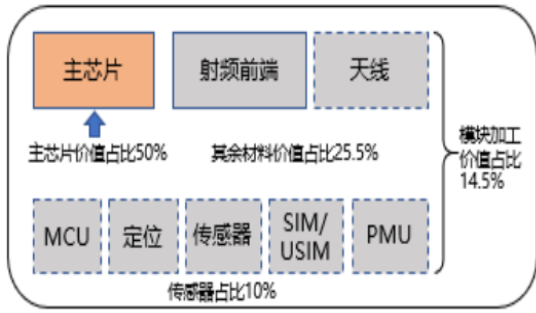 主芯片
射频前端
天线
主芯片价值占比50%
其余材料价值占比25.5%
模块加工
价值占比
14.5%
MCU
定位
传感器
SIM/
USIM
PMU
传感器占比10%